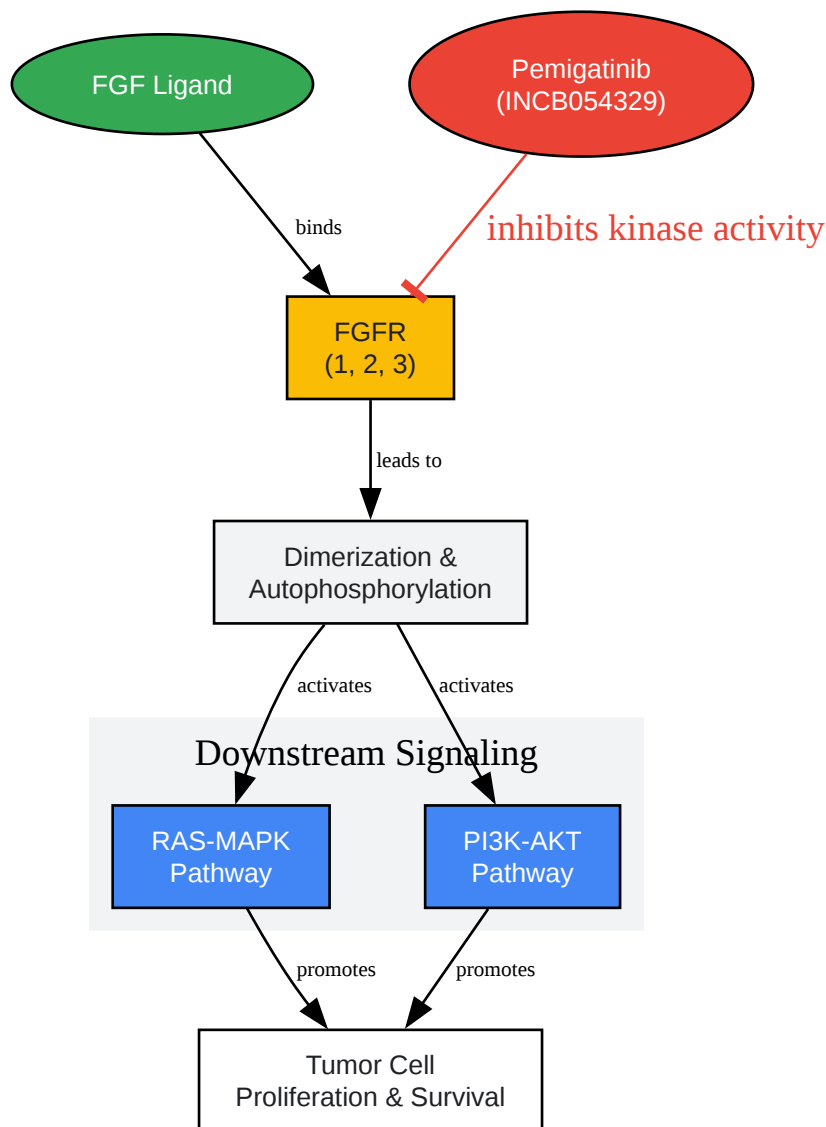 FGF Ligand
Pemigatinib
(INCB054329)
binds
inhibits kinase activity
FGFR
(1, 2, 3)
leads to
Dimerization &
Autophosphorylation
activates
activates
Downstream Signaling
RAS-MAPK
Pathway
PI3K-AKT
Pathway
promotes
promotes
Tumor Cell
Proliferation & Survival